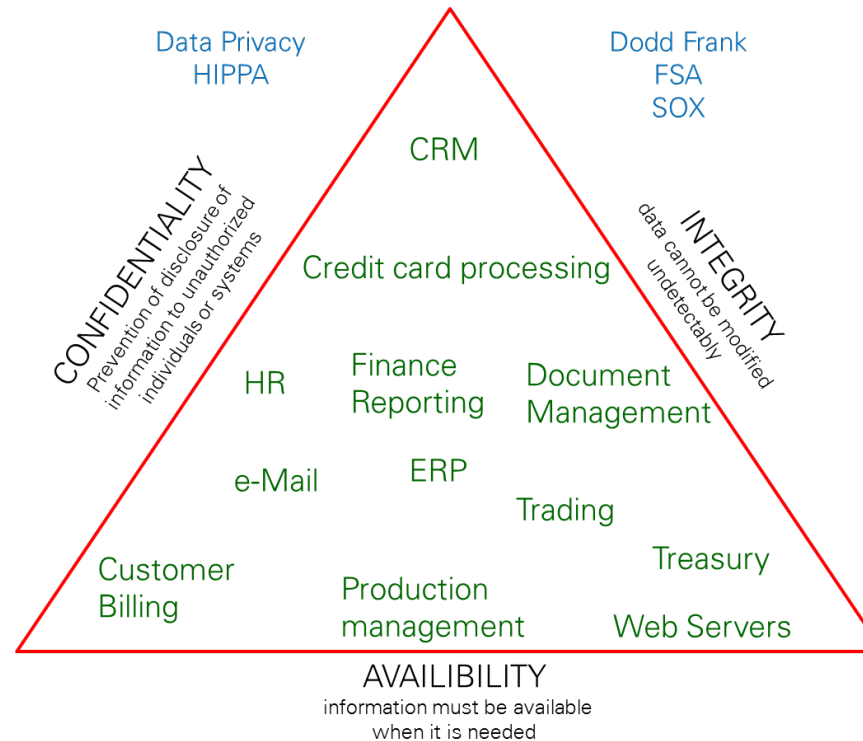 Data Privacy
HIPPA
Dodd Frank
FSA
SOX
CRM
CONFIDENTIALITY
Prevention of disclosure of
information to unauthorized
individuals or systems
INTEGRITY
data cannot be modified
undetectably
Credit card processing
HR
Finance
Reporting
Document
Management
e-Mail
ERP
Trading
Customer
Billing
Production
management
Treasury
Web Servers
AVAILIBILITY
information must be available
when it is needed